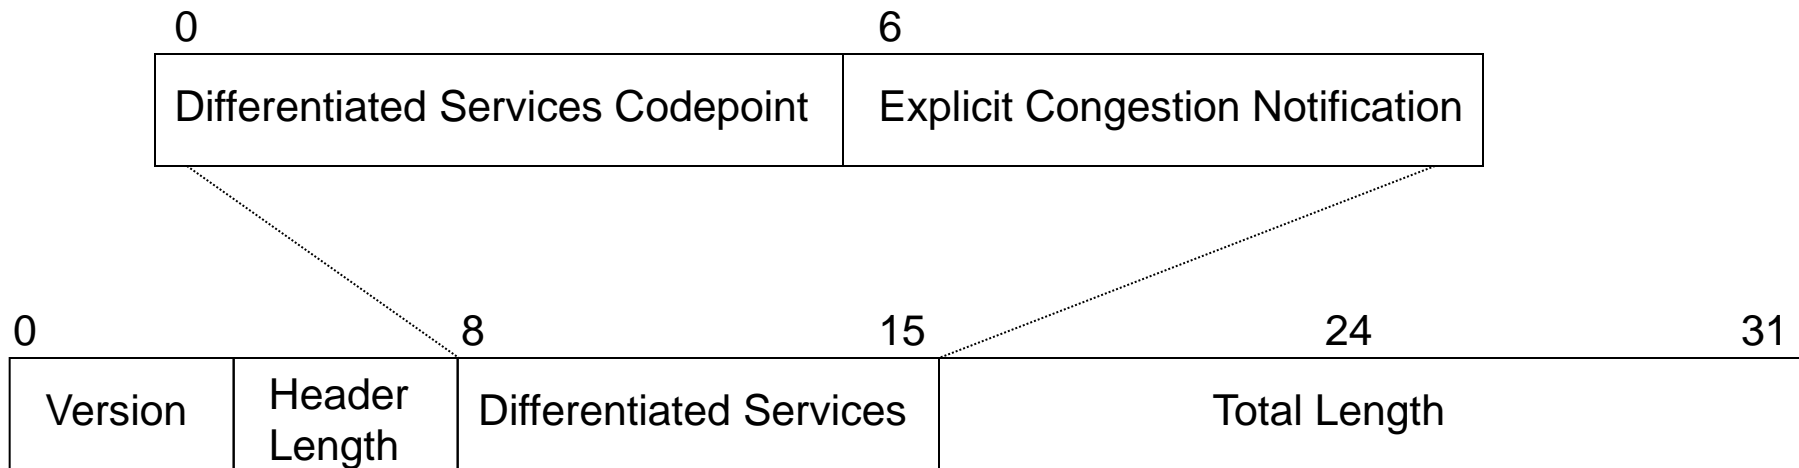 0 6
Differentiated Services Codepoint Explicit Congestion Notification
0 8 15 24 31
Version Header Length Differentiated Services Total Length